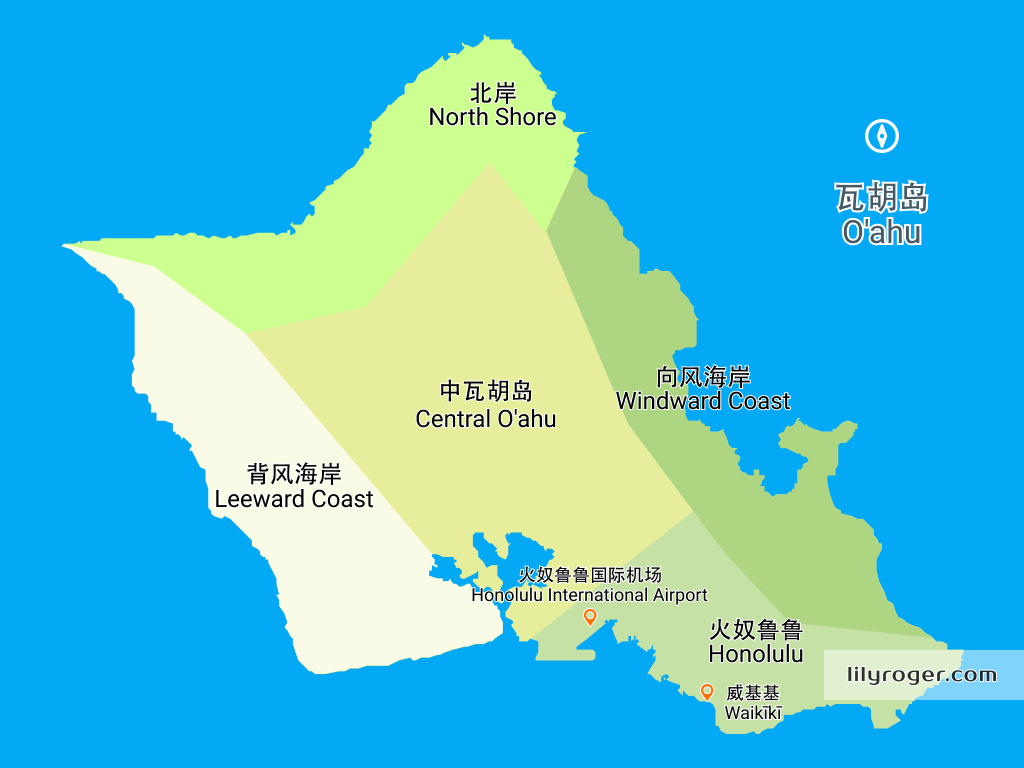 北岸
North Shore
瓦胡岛
O'ahu
中瓦胡岛
Central O'ahu
向风海岸
Windward Coast
背风海岸
Leeward Coast
火奴鲁鲁国际机场
Honolulu International Airport
火奴鲁鲁
Honolulu
lilyroger.com
威基基
Waikīkī